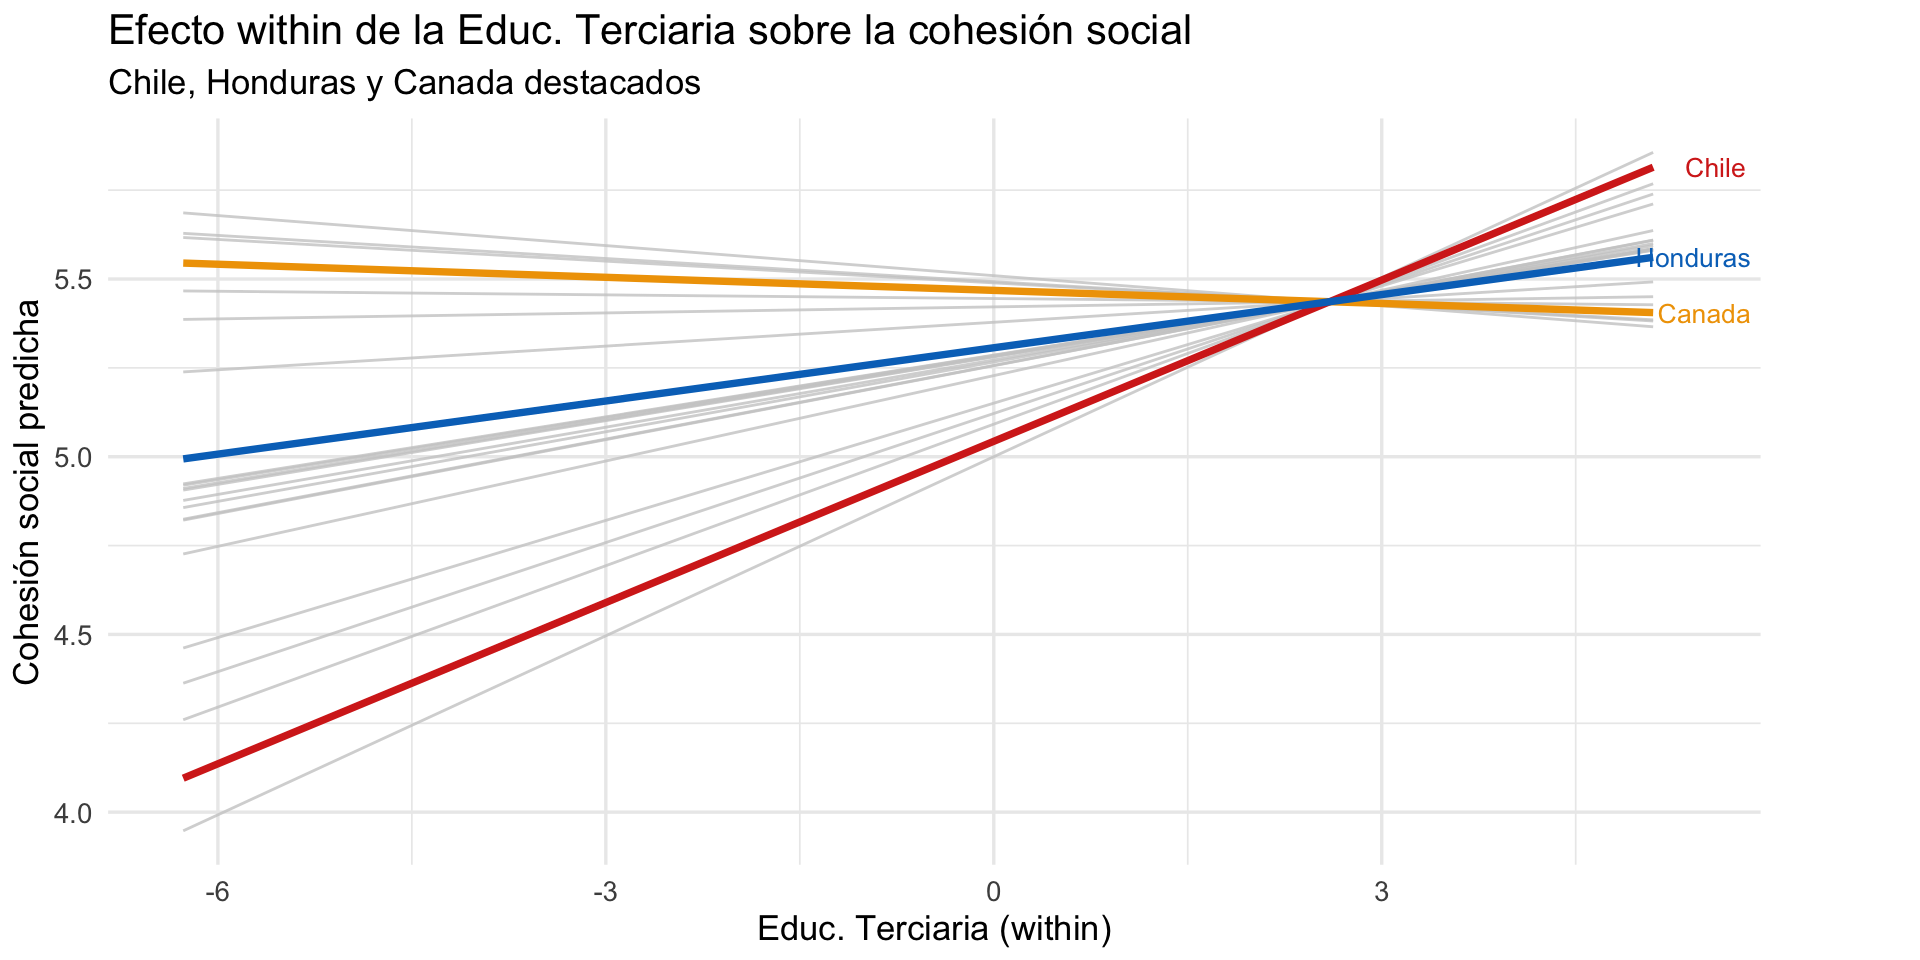 Efecto within de la Educ. Terciaria sobre la cohesión social
Chile, Honduras y Canada destacados
Cohesión social predicha
5.5
5.0
4.5
4.0
Chile
Honduras
Canada
-6
-3
0
3
Educ. Terciaria (within)